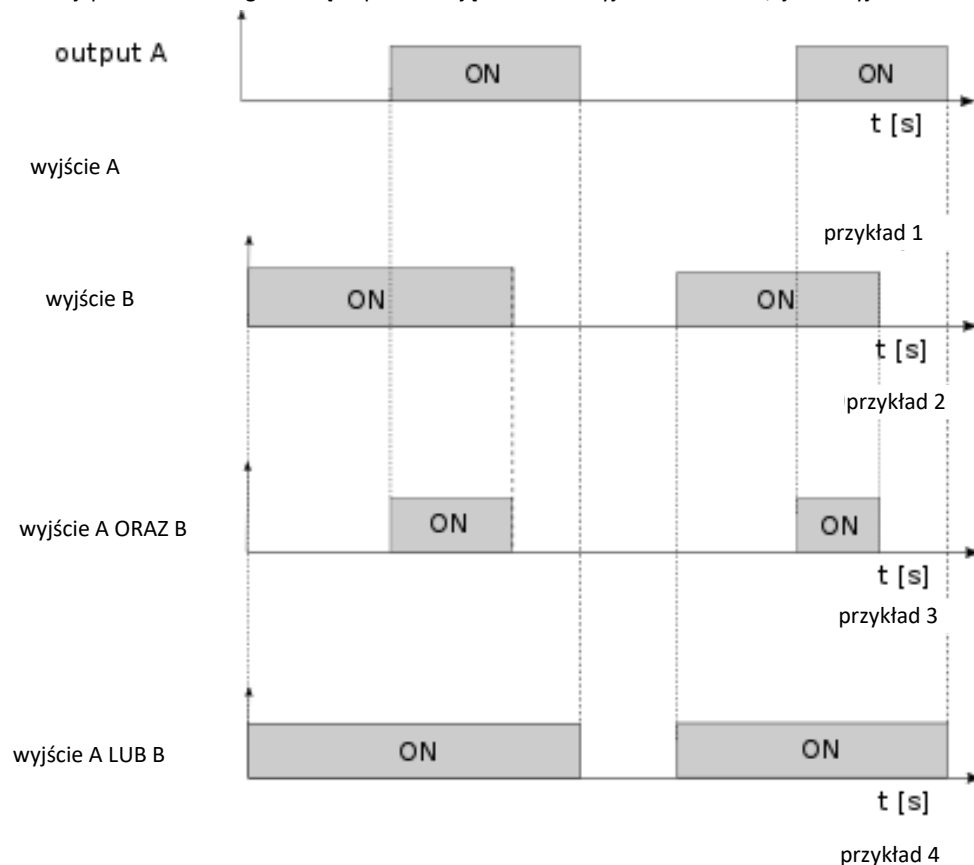 output A
ON
ON
t [s]
wyjście A
przykład 1
wyjście B
ON
ON
t [s]
przykład 2
wyjście A ORAZ B
ON
ON
t [s]
przykład 3
wyjście A LUB B
ON
ON
t [s]
przykład 4